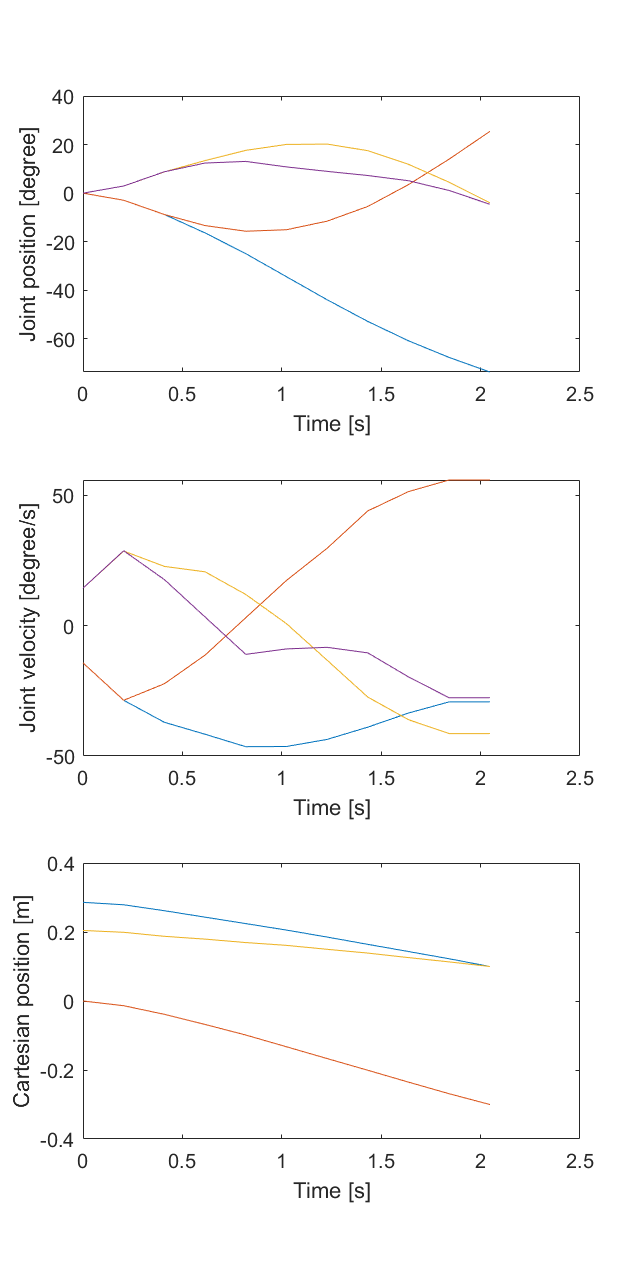 Joint position [degree]
40
20
0
-20
-40
-60
0 0.5 1 1.5 2 2.5
Time [s]
Joint velocity [degree/s]
50
0
-50
0 0.5 1 1.5 2 2.5
Time [s]
Cartesian position [m]
0.4
0.2
0
-0.2
-0.4
0 0.5 1 1.5 2 2.5
Time [s]